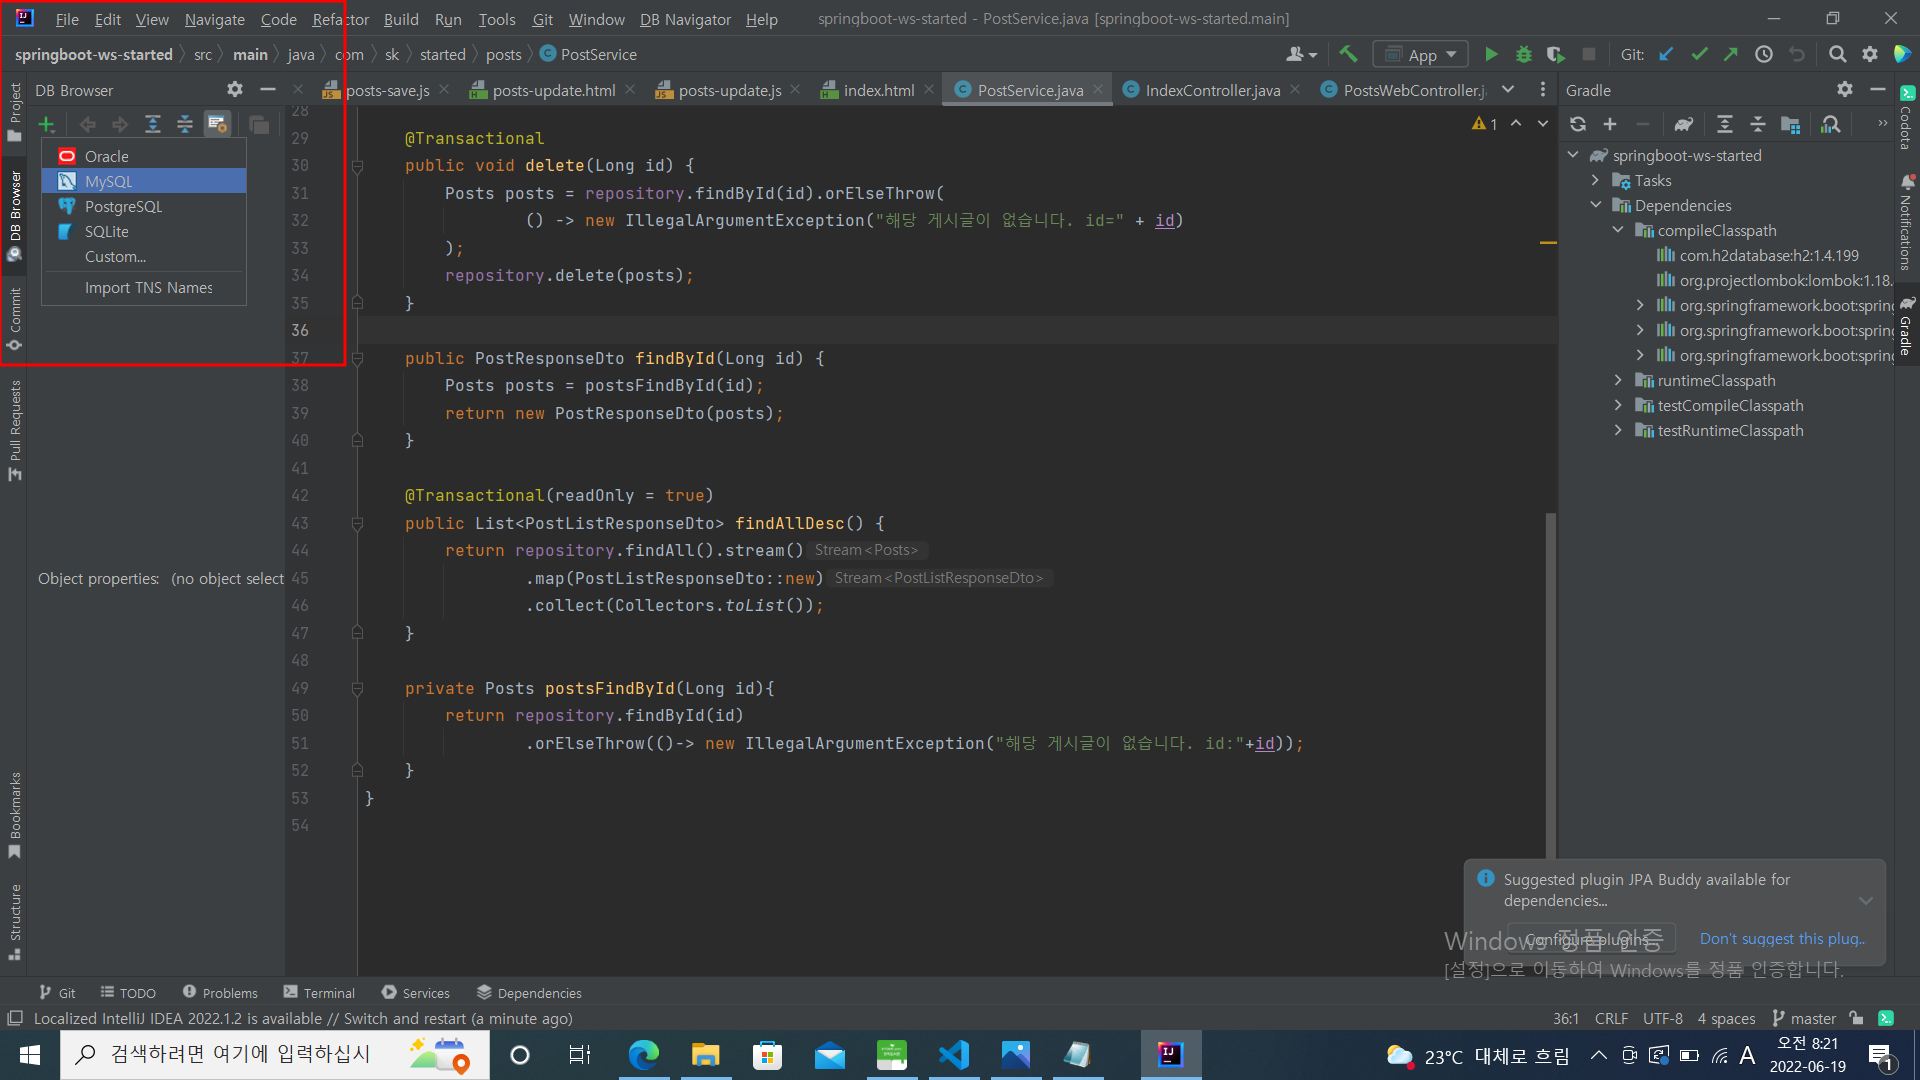 File Edit View Navigate Code Refactor Build Run Tools Git Window DB Navigator Help springboot-ws-started - PostService.java [springboot-ws-started.main]
springboot-ws-started src main java com sk started posts PostService App Git:
DB Browser
posts-save.js posts-update.html posts-update.js index.html PostService.java IndexController.java PostsWebController.j
Gradle
Project
DB Browser
Commit
Pull Requests
Bookmarks
Structure
Oracle
MySQL
PostgreSQL
SQLite
Custom...
Import TNS Names
Object properties: (no object select
28
29 @Transactional
30 public void delete(Long id) {
31 Posts posts = repository.findById(id).orElseThrow(
32 () -> new IllegalArgumentException("해당 게시글이 없습니다. id=" + id)
33 );
34 repository.delete(posts);
35 }
36
37 public PostResponseDto findById(Long id) {
38 Posts posts = postsFindById(id);
39 return new PostResponseDto(posts);
40 }
41
42 @Transactional(readOnly = true)
43 public List<PostListResponseDto> findAllDesc() {
44 return repository.findAll().stream() Stream<Posts>
45 .map(PostListResponseDto::new) Stream<PostListResponseDto>
46 .collect(Collectors.toList());
47 }
48
49 private Posts postsFindById(Long id){
50 return repository.findById(id)
51 .orElseThrow(()-> new IllegalArgumentException("해당 게시글이 없습니다. id:"+id));
52 }
53 }
54
1
springboot-ws-started
Tasks
Dependencies
compileClasspath
com.h2database:h2:1.4.199
org.projectlombok:lombok:1.18.
org.springframework.boot:spring
org.springframework.boot:spring
org.springframework.boot:spring
runtimeClasspath
testCompileClasspath
testRuntimeClasspath
Codota
Notifications
Gradle
Suggested plugin JPA Buddy available for
dependencies...
Configure plugins... Don't suggest this plug..
Windows 정품 인증
[설정]으로 이동하여 Windows를 정품 인증합니다.
Git TODO Problems Terminal Services Dependencies
Localized IntelliJ IDEA 2022.1.2 is available // Switch and restart (a minute ago) 36:1 CRLF UTF-8 4 spaces master
검색하려면 여기에 입력하십시 23°C 대체로 흐림 A 오전 8:21
2022-06-19 1